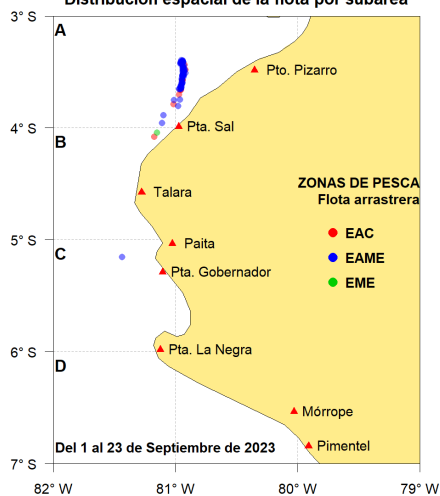 Distribución espacial de la flota por subárea
3° S
A
Pto. Pizarro
Pta. Sal
4° S
B
ZONAS DE PESCA
Flota arrastrera
Talara
EAC
5° S
Paita
C
EAME
Pta. Gobernador
EME
Pta. La Negra
6° S
D
Mórrope
Del 1 al 23 de Septiembre de 2023
Pimentel
7° S
82° W
81° W
80° W
79° W